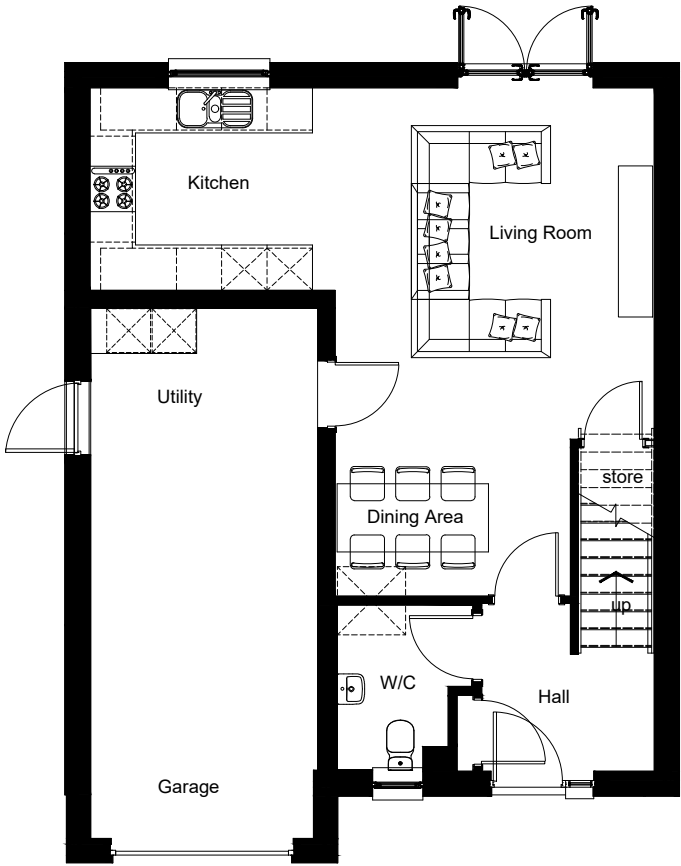 Kitchen
Living Room
Utility
store
Dining Area
up
W/C
Hall
Garage